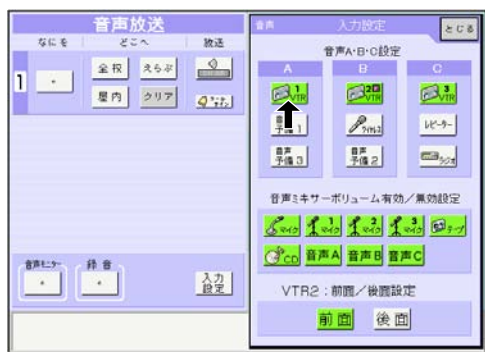 音声放送
なにを どこへ 放送
1
全校 えらぶ
屋内 クリア
音声モニター 録音
入力
設定
音声 入力設定 とじる
音声A・B・C設定
A B C
1 VTR
2 VTR
3 VTR
音声
予備 1
ワイヤレス
レピーター
音声
予備 3
音声
予備 2
ラジオ
音声ミキサーボリューム有効/無効設定
マイク 1 マイク 2 マイク 3 マイク テープ
CD 音声A 音声B 音声C
VTR2:前面/後面設定
前面 後面